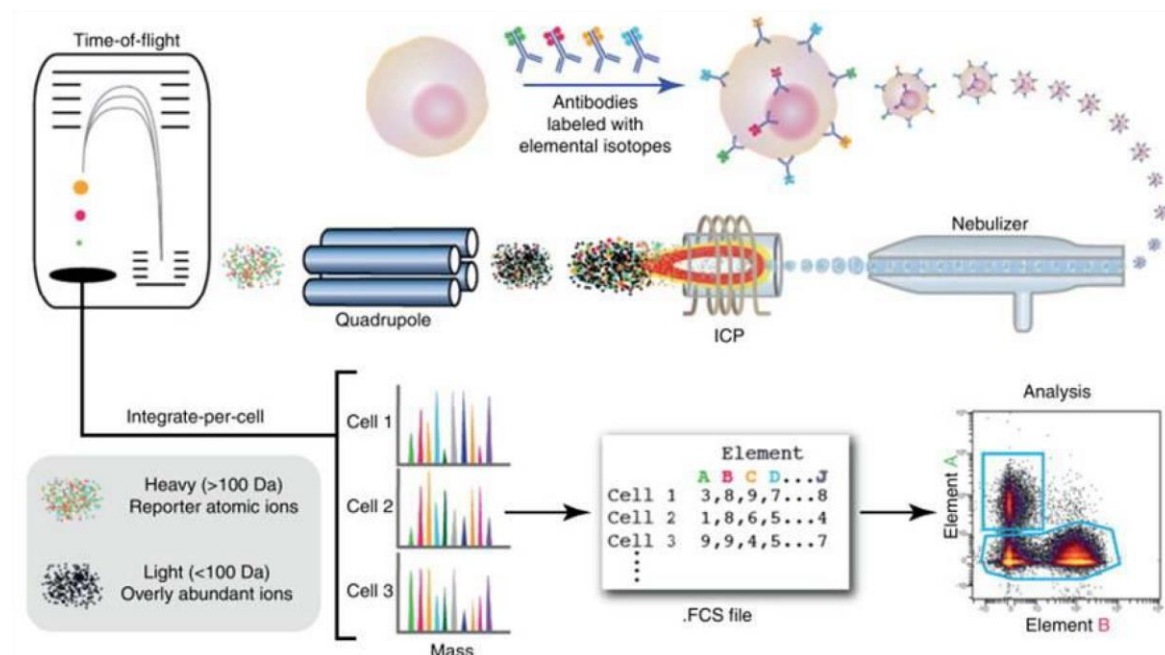 Time-of-flight
Antibodies
labeled with
elemental isotopes
Nebulizer
Quadrupole
ICP
Integrate-per-cell
Heavy (>100 Da)
Reporter atomic ions
Light (<100 Da)
Overly abundant ions
Cell 1
Cell 2
Cell 3
Mass
Element
A B C D....J
Cell 1 3,8,9,7...8
Cell 2 1,8,6,5...4
Cell 3 9,9,4,5...7
.FCS file
Analysis
Element A
Element B